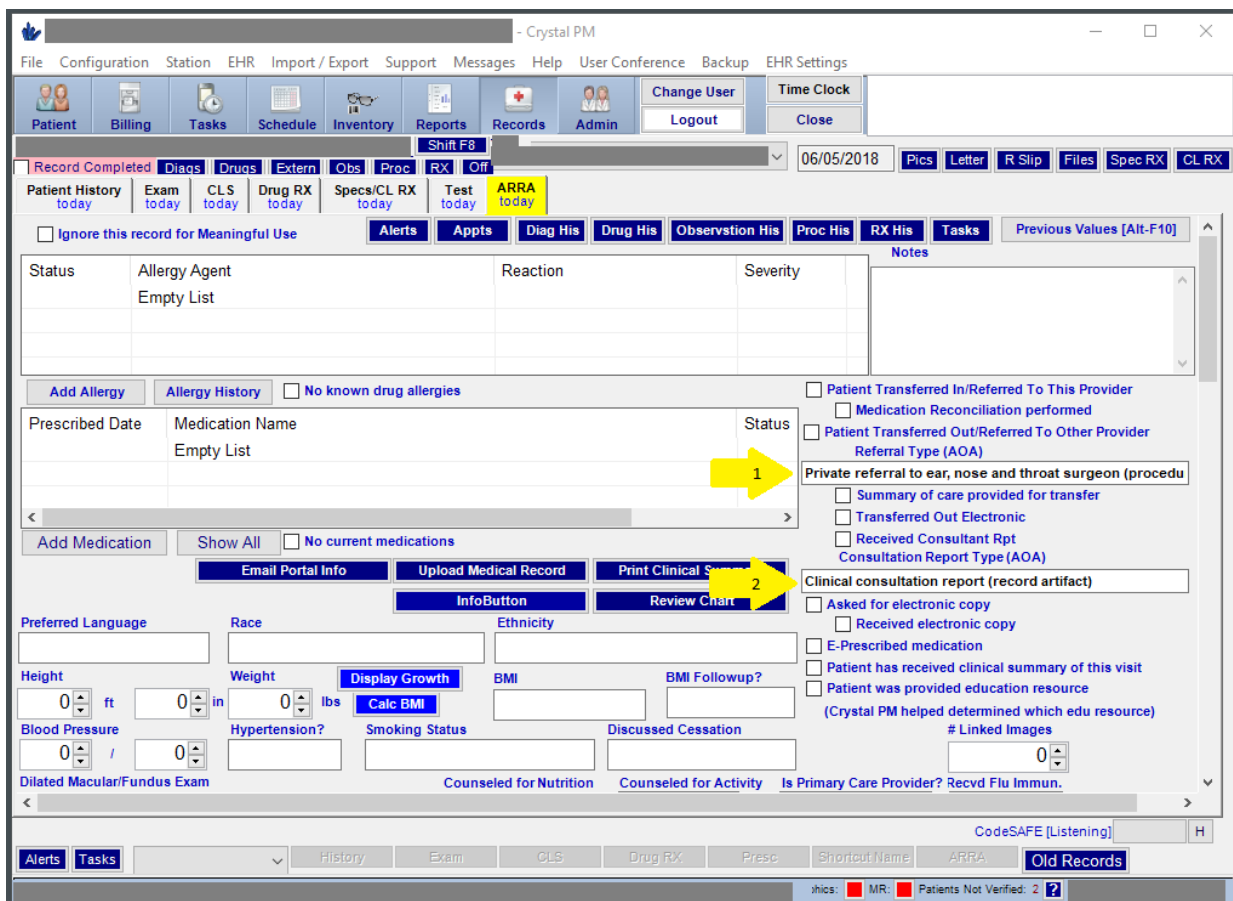 - Crystal PM
File Configuration Station EHR Import / Export Support Messages Help User Conference Backup EHR Settings
Patient Billing Tasks Schedule Inventory Reports Records Admin
Change User
Logout
Time Clock
Close
Shift F8
06/05/2018 Pics Letter R Slip Files Spec RX CL RX
Record Completed Diags Drugs Extern Obs Proc RX Off
Patient History Exam CLS Drug RX Specs/CL RX Test ARRA
today today today today today today today
Ignore this record for Meaningful Use Alerts Appts Diag His Drug His Observstion His Proc His RX His Tasks Previous Values [Alt-F10]
Notes
Status Allergy Agent Reaction Severity
Empty List
Add Allergy Allergy History No known drug allergies
Prescribed Date Medication Name Status
Empty List
Add Medication Show All No current medications
Patient Transferred In/Referred To This Provider
Medication Reconciliation performed
Patient Transferred Out/Referred To Other Provider
Referral Type (AOA)
1
Private referral to ear, nose and throat surgeon (procedu
Summary of care provided for transfer
Transferred Out Electronic
Received Consultant Rpt
Consultation Report Type (AOA)
2
Clinical consultation report (record artifact)
Asked for electronic copy
Received electronic copy
E-Prescribed medication
Patient has received clinical summary of this visit
Patient was provided education resource
(Crystal PM helped determined which edu resource)
# Linked Images
0
Email Portal Info Upload Medical Record Print Clinical Summ
InfoButton Review Chart
Preferred Language Race Ethnicity
Height Weight Display Growth BMI BMI Followup?
0 ft 0 in 0 lbs Calc BMI
Blood Pressure Hypertension? Smoking Status Discussed Cessation
0 / 0
Dilated Macular/Fundus Exam Counseled for Nutrition Counseled for Activity Is Primary Care Provider? Recvd Flu Immun.
CodeSAFE [Listening] H
Alerts Tasks History Exam CLS Drug RX Presc Shortcut Name ARRA Old Records
phics: MR: Patients Not Verified: 2 ?